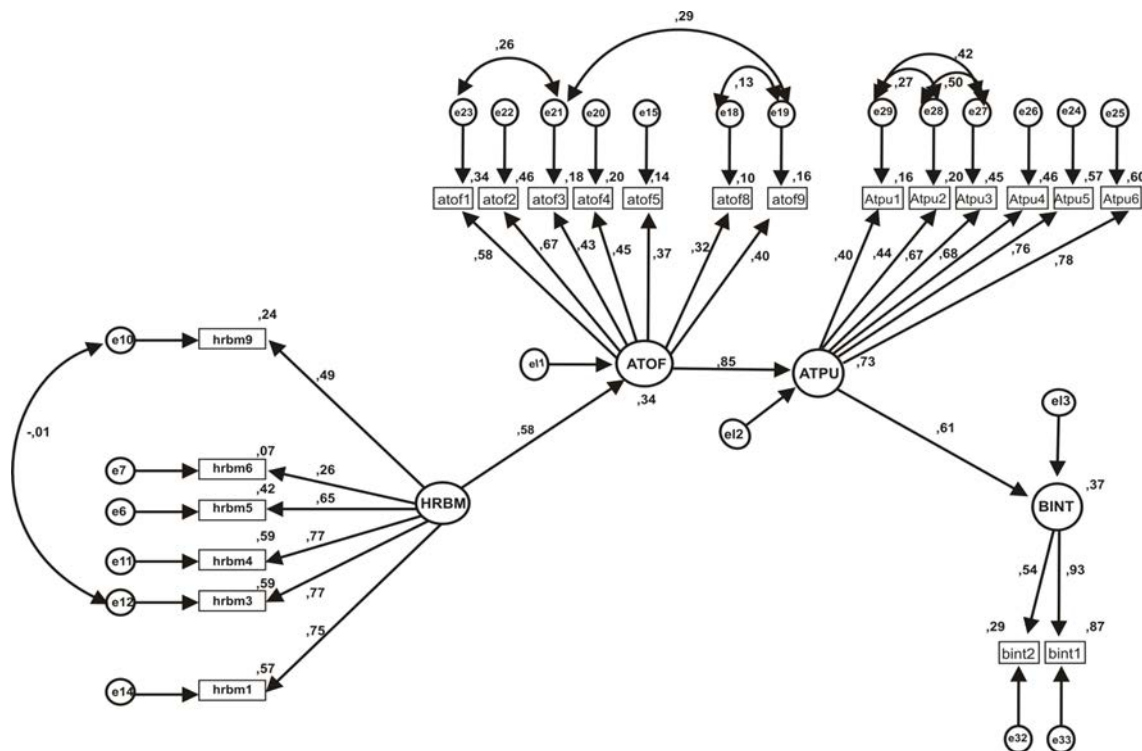 ,29
,26
,42
,13
,27
,50
e23
e22
e21
e20
e15
e18
e19
e29
e28
e27
e26
e24
e25
,34
,46
,18
,20
,14
,10
,16
,16
,20
,45
,46
,57
,60
atof1
atof2
atof3
atof4
atof5
atof8
atof9
Atpu1
Atpu2
Atpu3
Atpu4
Atpu5
Atpu6
,58
,67
,43
,45
,37
,32
,40
,40
,44
,67
,68
,76
,78
,24
e10
hrbm9
el1
ATOF
,85
ATPU
,73
,49
,34
el3
-,01
,58
el2
,61
,07
e7
hrbm6
,26
,42
,65
HRBM
,37
e6
hrbm5
BINT
,59
,77
e11
hrbm4
,59
,77
,54
,93
e12
hrbm3
,75
,29
,87
bint2
bint1
,57
e14
hrbm1
e32
e33